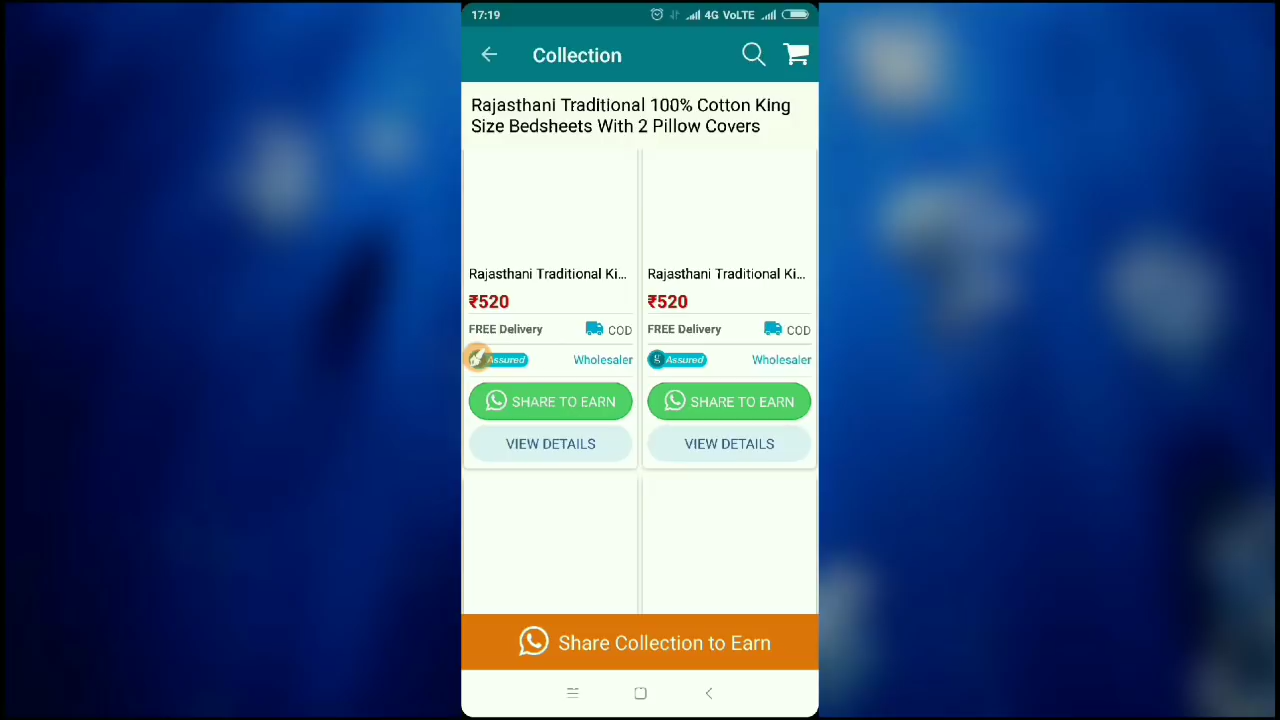 17:19
4G VoLTE
Collection
Rajasthani Traditional 100% Cotton King
Size Bedsheets With 2 Pillow Covers
Rajasthani Traditional Ki...
₹520
FREE Delivery
COD
Assured
Wholesaler
SHARE TO EARN
VIEW DETAILS
Rajasthani Traditional Ki...
₹520
FREE Delivery
COD
g Assured
Wholesaler
SHARE TO EARN
VIEW DETAILS
Share Collection to Earn